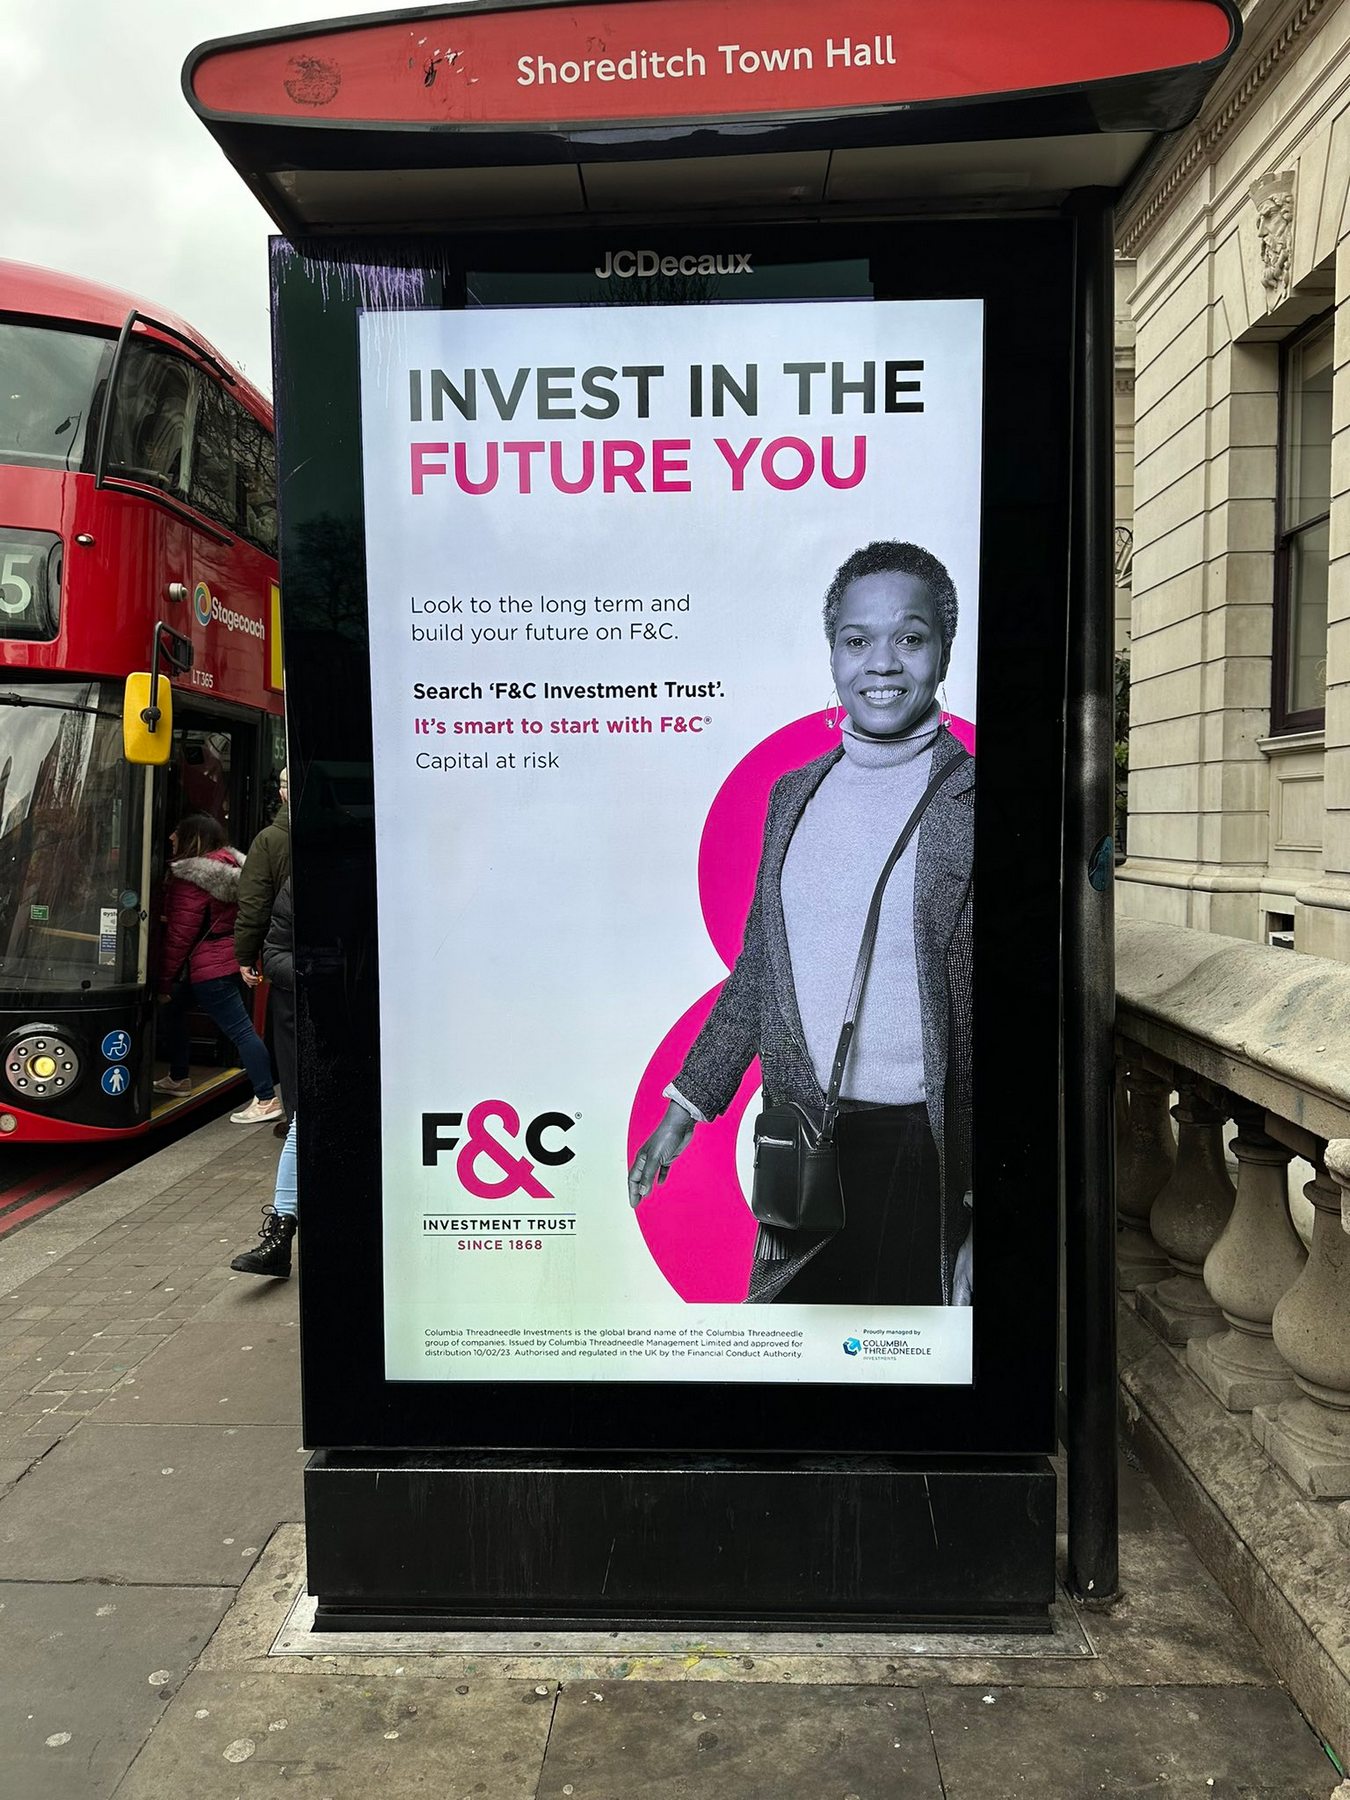 Shoreditch Town Hall
JCDecaux
INVEST IN THE
FUTURE YOU
Look to the long term and
build your future on F&C.
Search ‘F&C Investment Trust’.
It’s smart to start with F&C®
Capital at risk
F&C®
INVESTMENT TRUST
SINCE 1868
Columbia Threadneedle Investments is the global brand name of the Columbia Threadneedle
group of companies. Issued by Columbia Threadneedle Management Limited and approved for
distribution 10/02/23. Authorised and regulated in the UK by the Financial Conduct Authority.
Proudly managed by
COLUMBIA
THREADNEEDLE
INVESTMENTS
5
Stagecoach
LT365